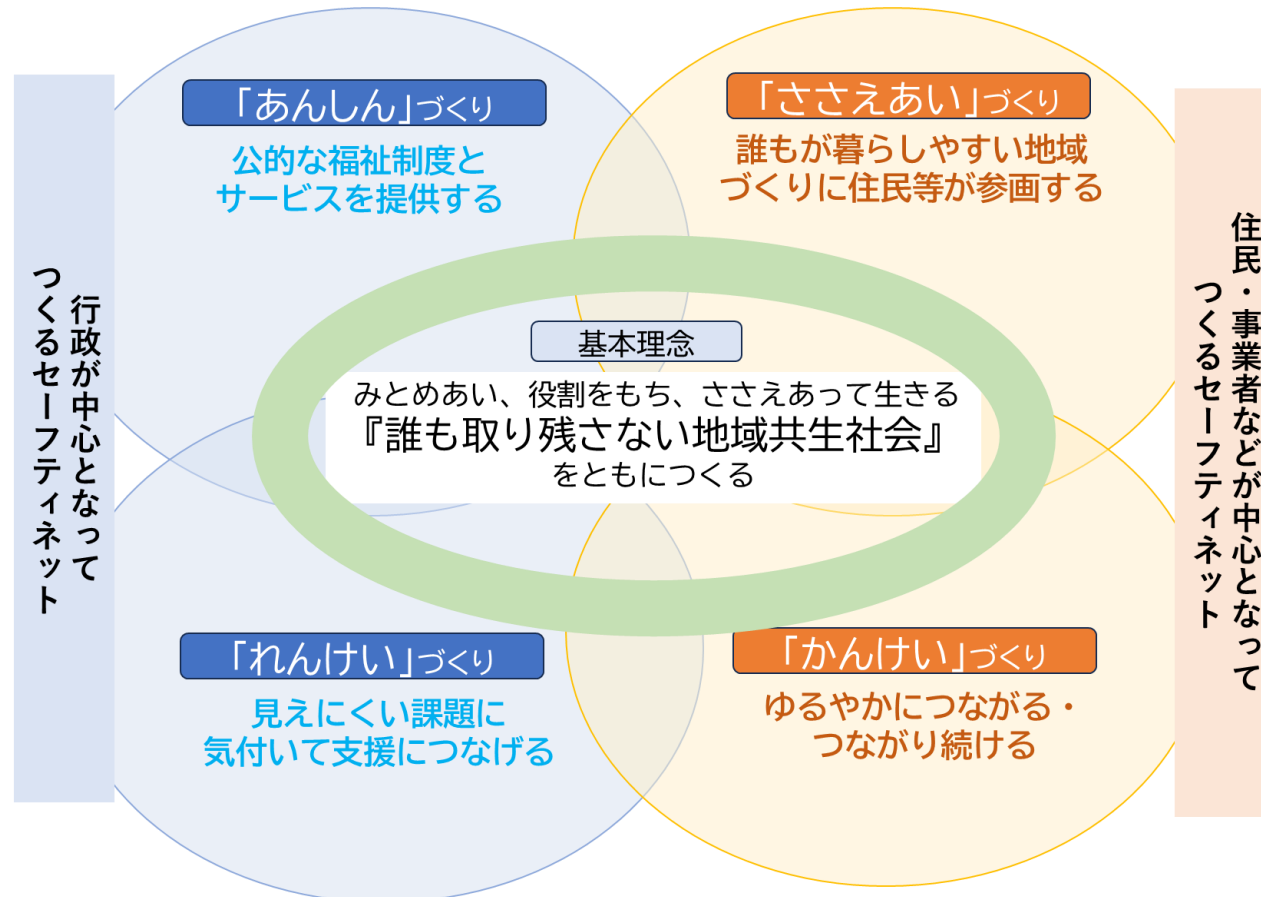 「あんしん」づくり
公的な福祉制度と
サービスを提供する
「ささえあい」づくり
誰もが暮らしやすい地域
づくりに住民等が参画する
行政が中心となって
つくるセーフティネット
住民・事業者などが中心となって
つくるセーフティネット
基本理念
みとめあい、役割をもち、ささえあって生きる
『誰も取り残さない地域共生社会』
をともにつくる
「れんけい」づくり
見えにくい課題に
気付いて支援につなげる
「かんけい」づくり
ゆるやかにつながる・
つながり続ける